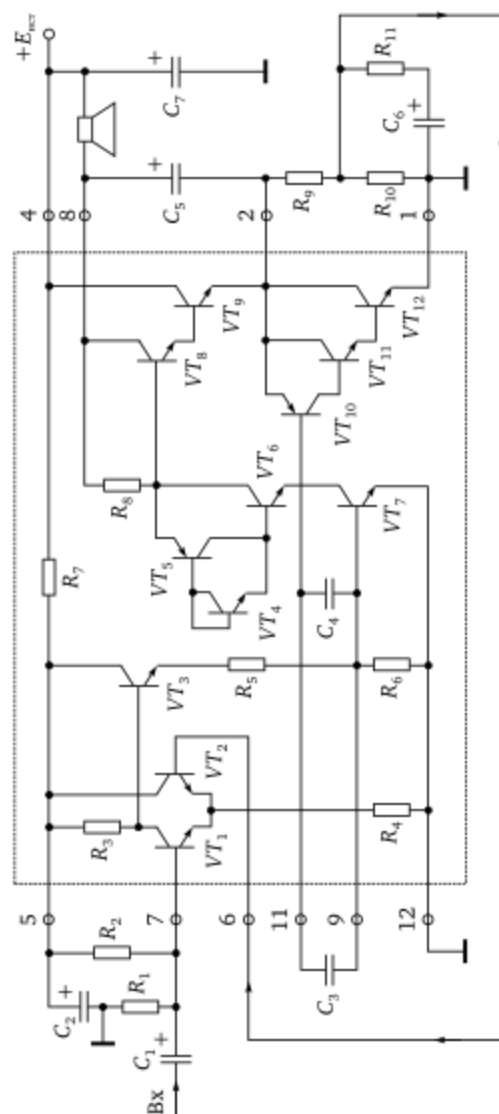 +Eист
4
8
C₇
+
C₅
+
2
R₉
R₁₀
R₁₁
C₆
+
1
VT₉
VT₈
VT₁₂
VT₁₁
VT₁₀
R₈
VT₆
VT₇
VT₅
VT₄
C₄
R₇
VT₃
R₅
R₆
VT₂
VT₁
R₃
R₄
5
7
6
11
9
12
R₂
R₁
C₂
+
C₃
C₁
+
Вх